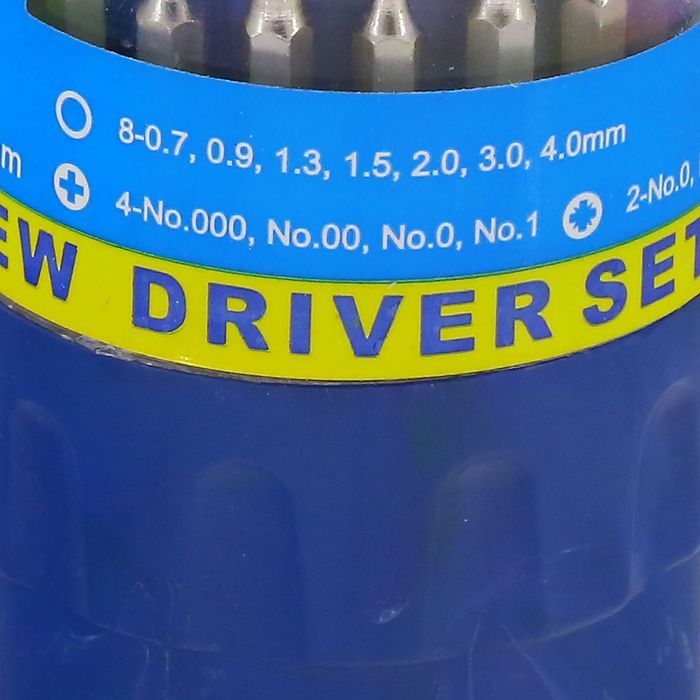 8-0.7, 0.9, 1.3, 1.5, 2.0, 3.0, 4.0mm
m
4-No.000, No.00, No.0, No.1
2-No.0,
EW DRIVER SET